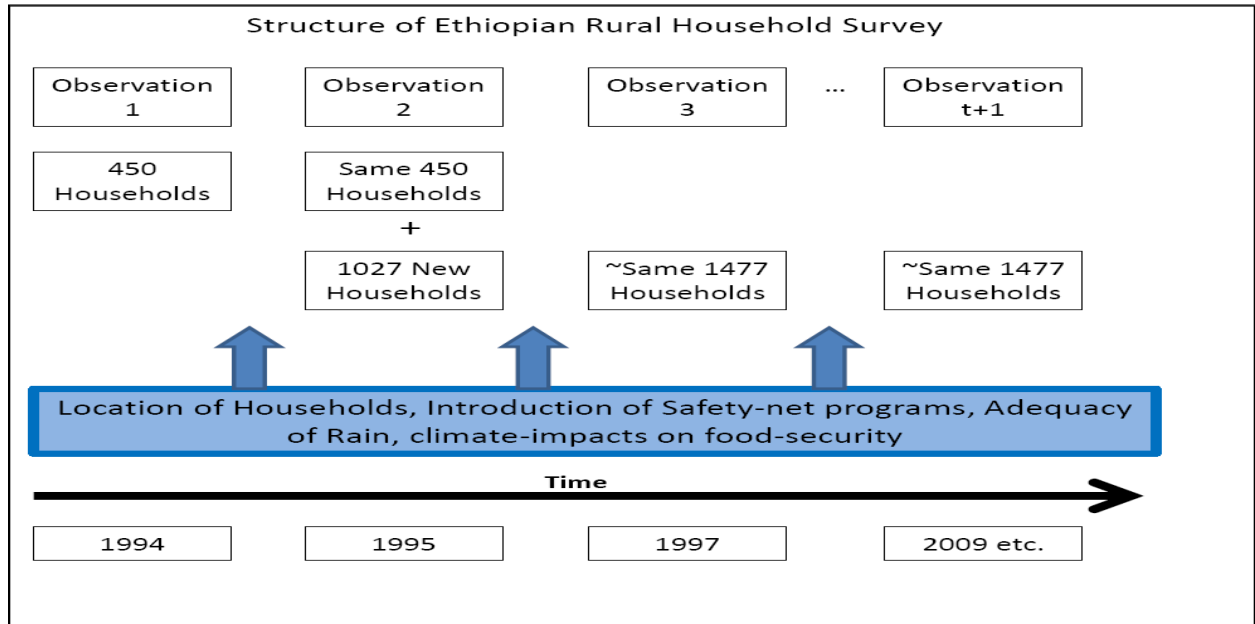 Structure of Ethiopian Rural Household Survey
Observation
1
Observation
2
Observation
3
...
Observation
t+1
450
Households
Same 450
Households
+
1027 New
Households
~Same 1477
Households
~Same 1477
Households
Location of Households, Introduction of Safety-net programs, Adequacy
of Rain, climate-impacts on food-security
Time
1994
1995
1997
2009 etc.